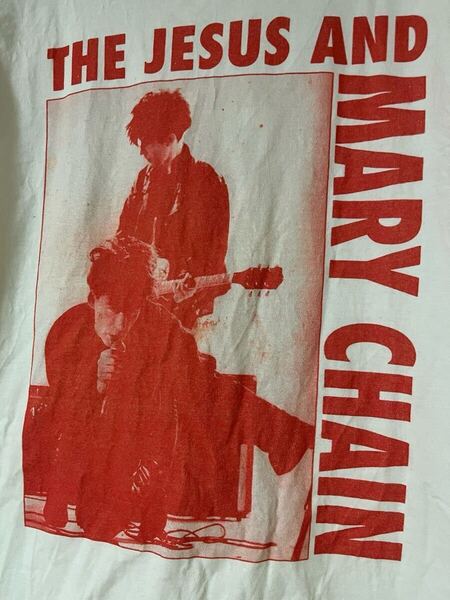 THE JESUS AND
MARY CHAIN